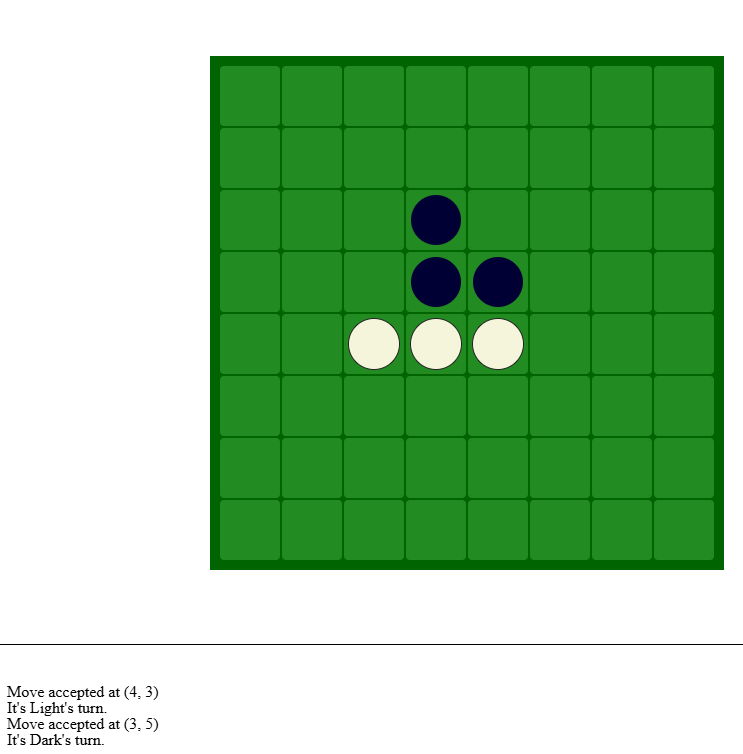 Move accepted at (4, 3)
It's Light's turn.
Move accepted at (3, 5)
It's Dark's turn.